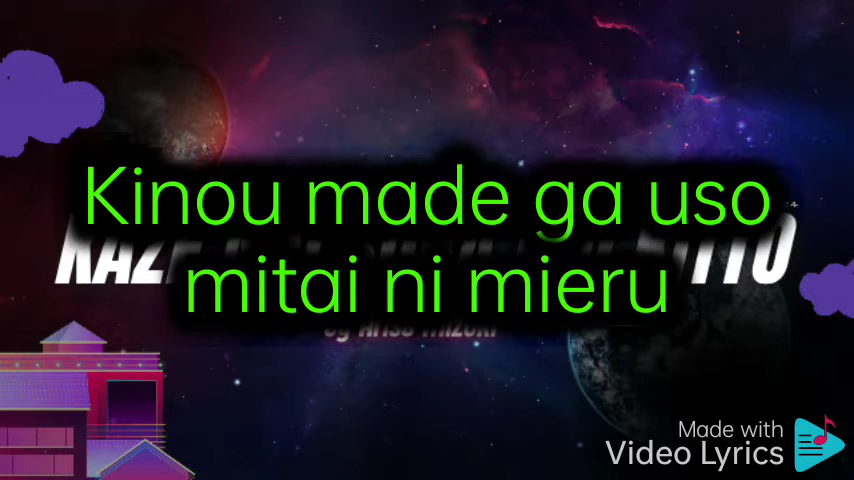 Kinou made ga uso
mitai ni mieru
Made with
Video Lyrics